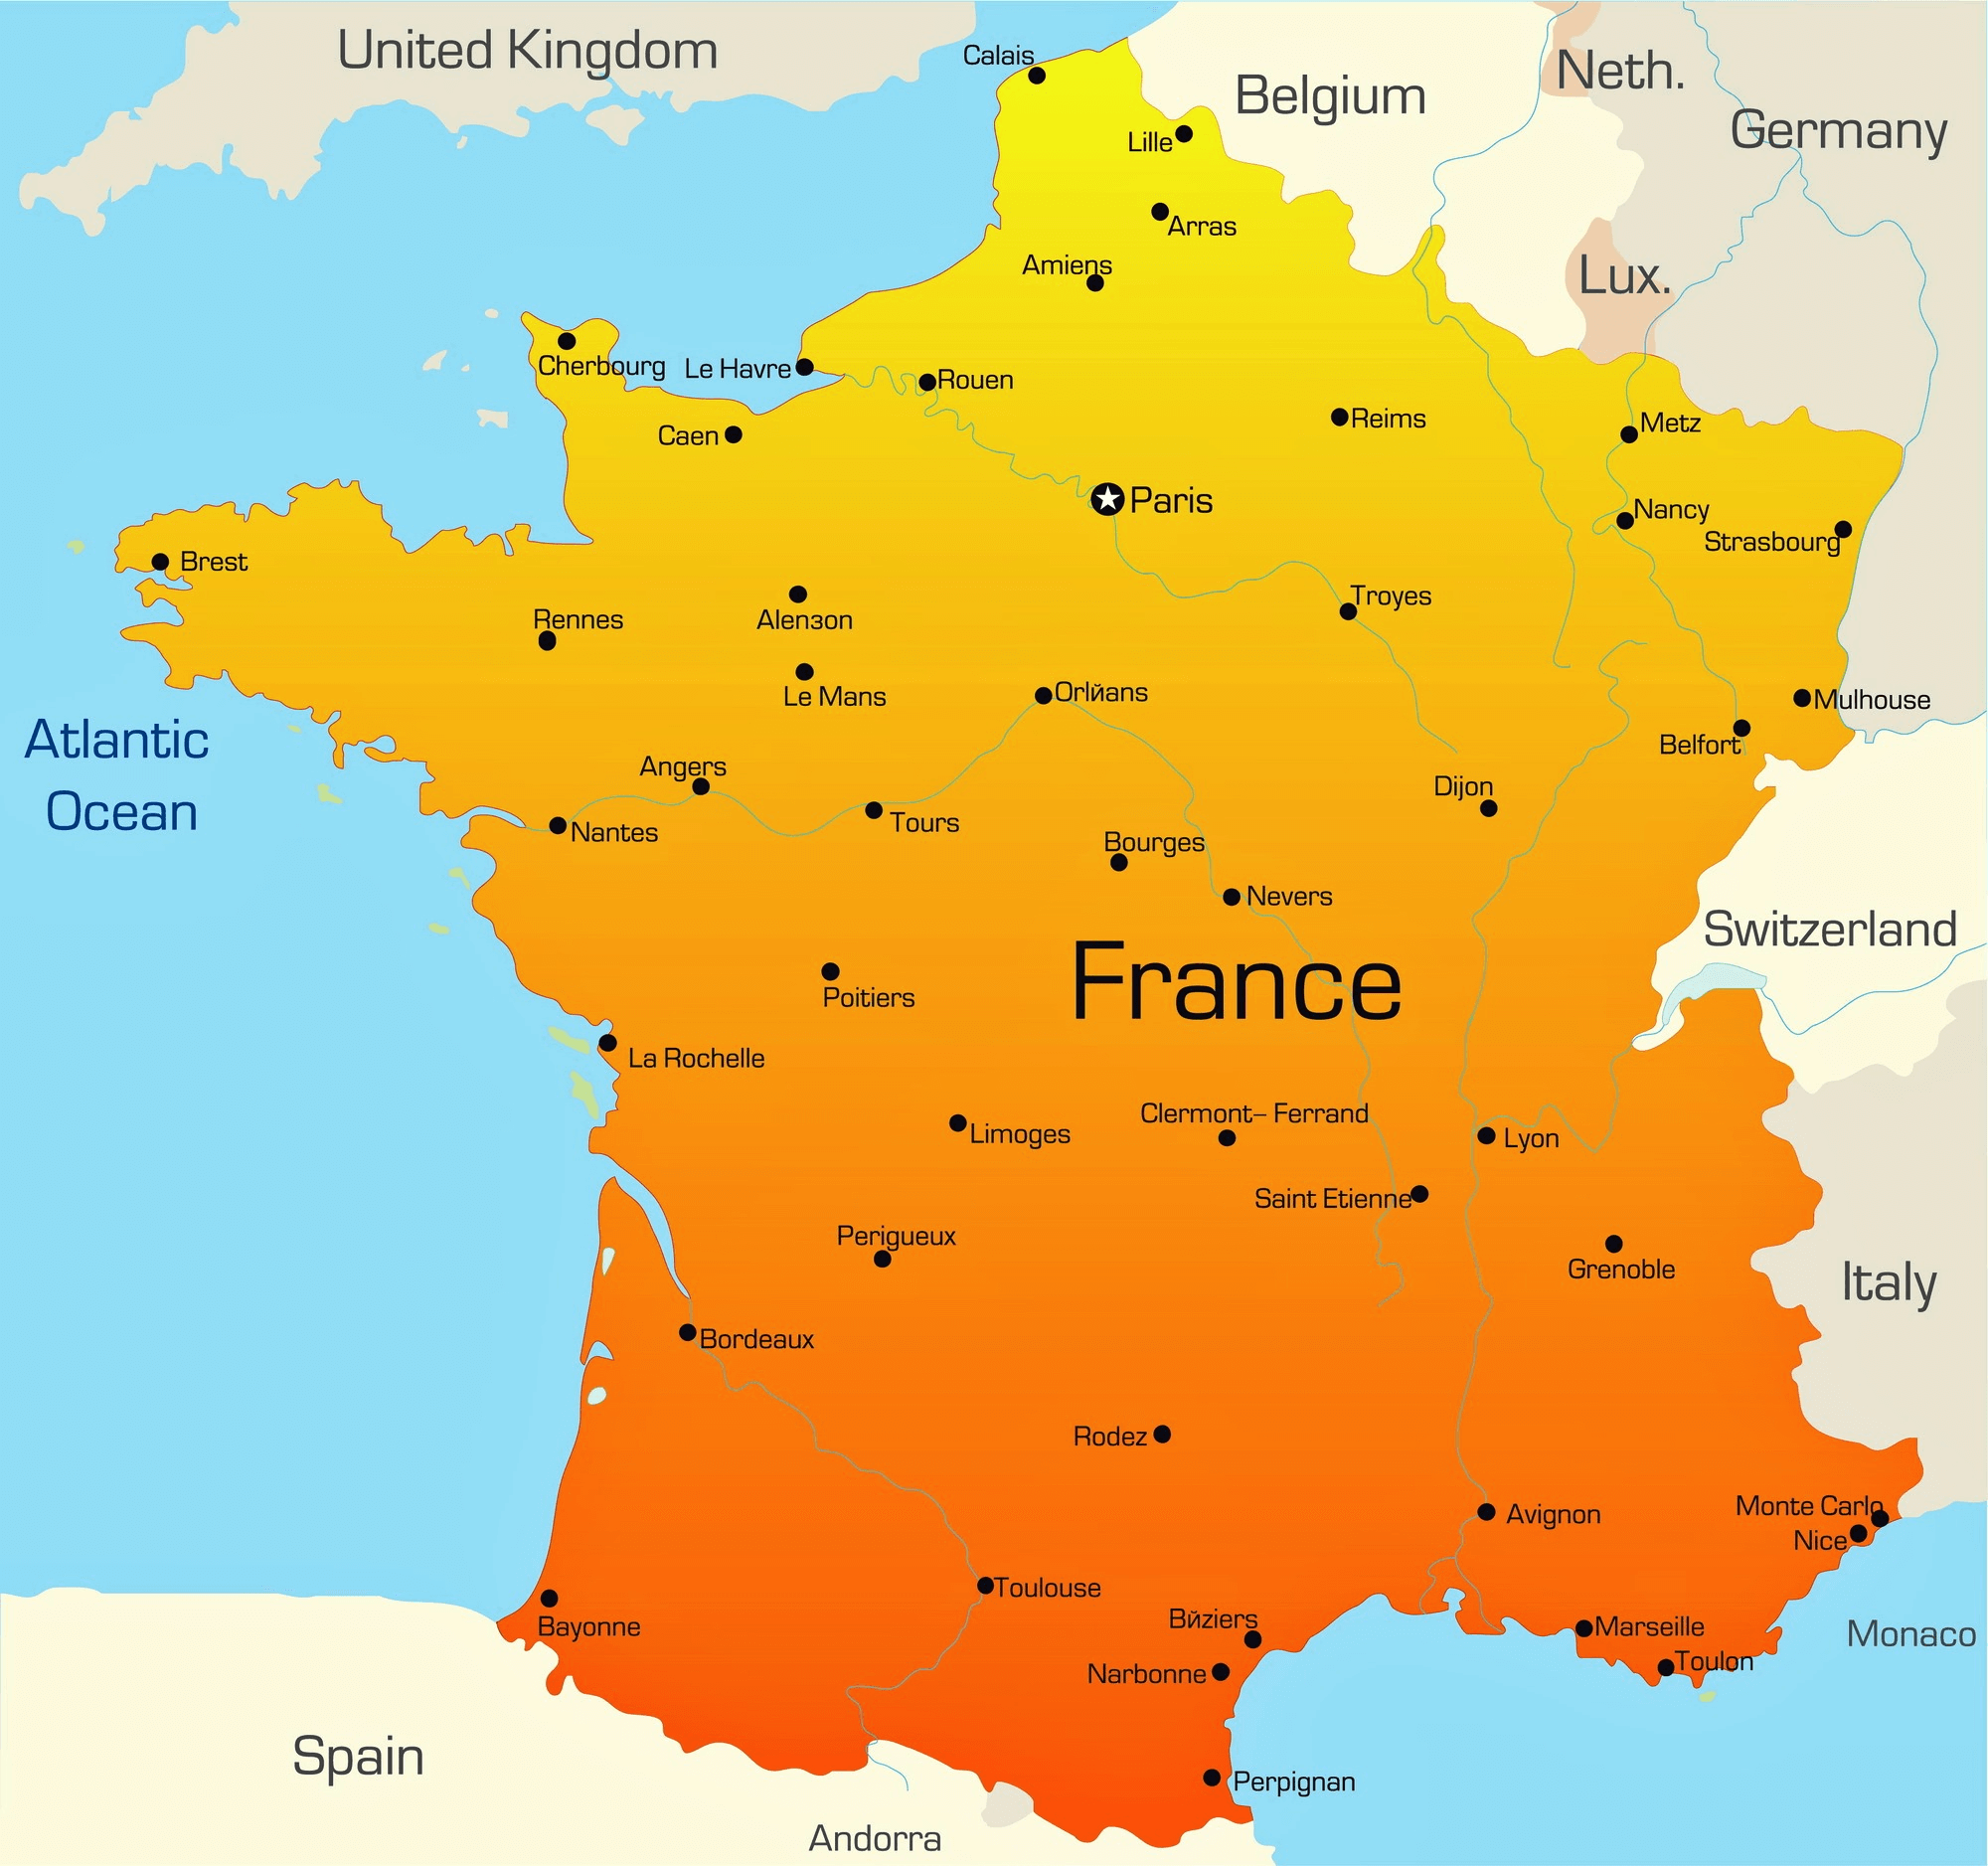 United Kingdom
Calais
Neth.
Belgium
Germany
Lille
Arras
Amiens
Lux.
Cherbourg
Le Havre
Rouen
Reims
Metz
Caen
Paris
Nancy
Strasbourg
Brest
Troyes
Rennes
Alenзon
Le Mans
Orlйans
Mulhouse
Atlantic
Ocean
Belfort
Angers
Dijon
Nantes
Tours
Bourges
Nevers
Switzerland
France
Poitiers
La Rochelle
Clermont- Ferrand
Limoges
Lyon
Saint Etienne
Perigueux
Grenoble
Italy
Bordeaux
Rodez
Monte Carlo
Avignon
Nice
Toulouse
Bйziers
Bayonne
Marseille
Monaco
Toulon
Narbonne
Spain
Perpignan
Andorra